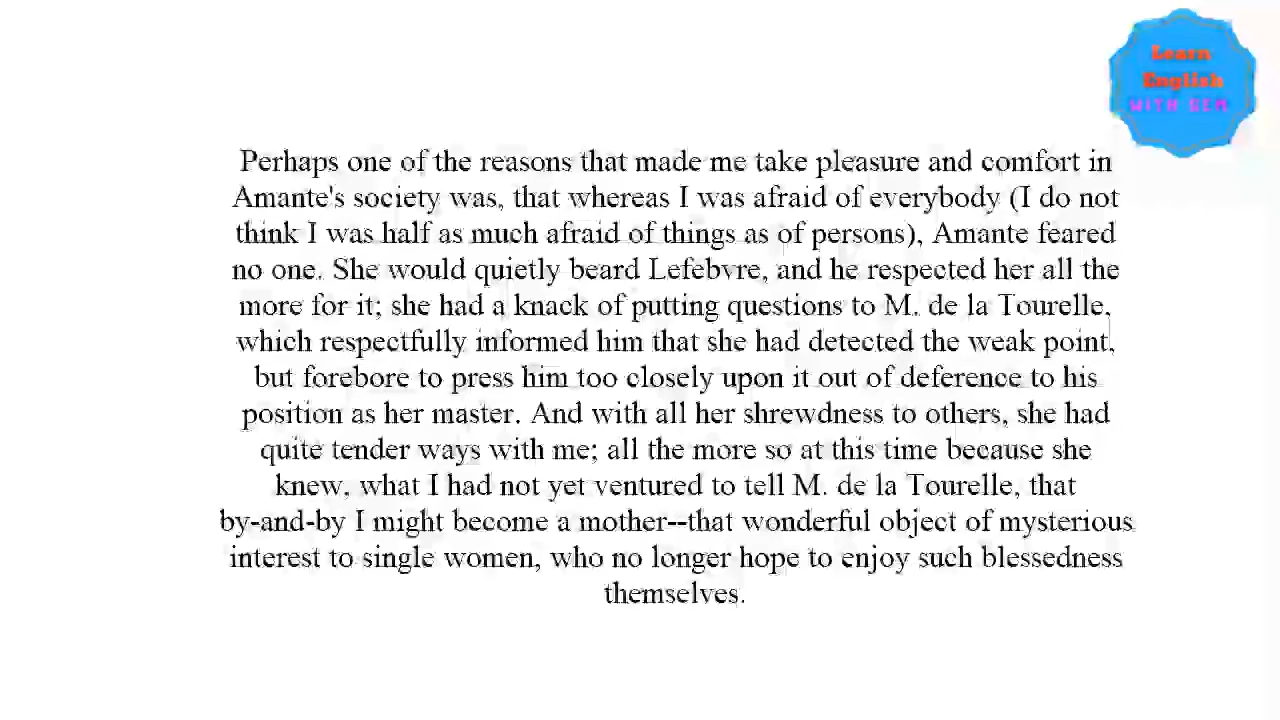 Learn
English
WITH GEM
Perhaps one of the reasons that made me take pleasure and comfort in
Amante's society was, that whereas I was afraid of everybody (I do not
think I was half as much afraid of things as of persons), Amante feared
no one. She would quietly beard Lefebvre, and he respected her all the
more for it; she had a knack of putting questions to M. de la Tourelle,
which respectfully informed him that she had detected the weak point,
but forebore to press him too closely upon it out of deference to his
position as her master. And with all her shrewdness to others, she had
quite tender ways with me; all the more so at this time because she
knew, what I had not yet ventured to tell M. de la Tourelle, that
by-and-by I might become a mother--that wonderful object of mysterious
interest to single women, who no longer hope to enjoy such blessedness
themselves.